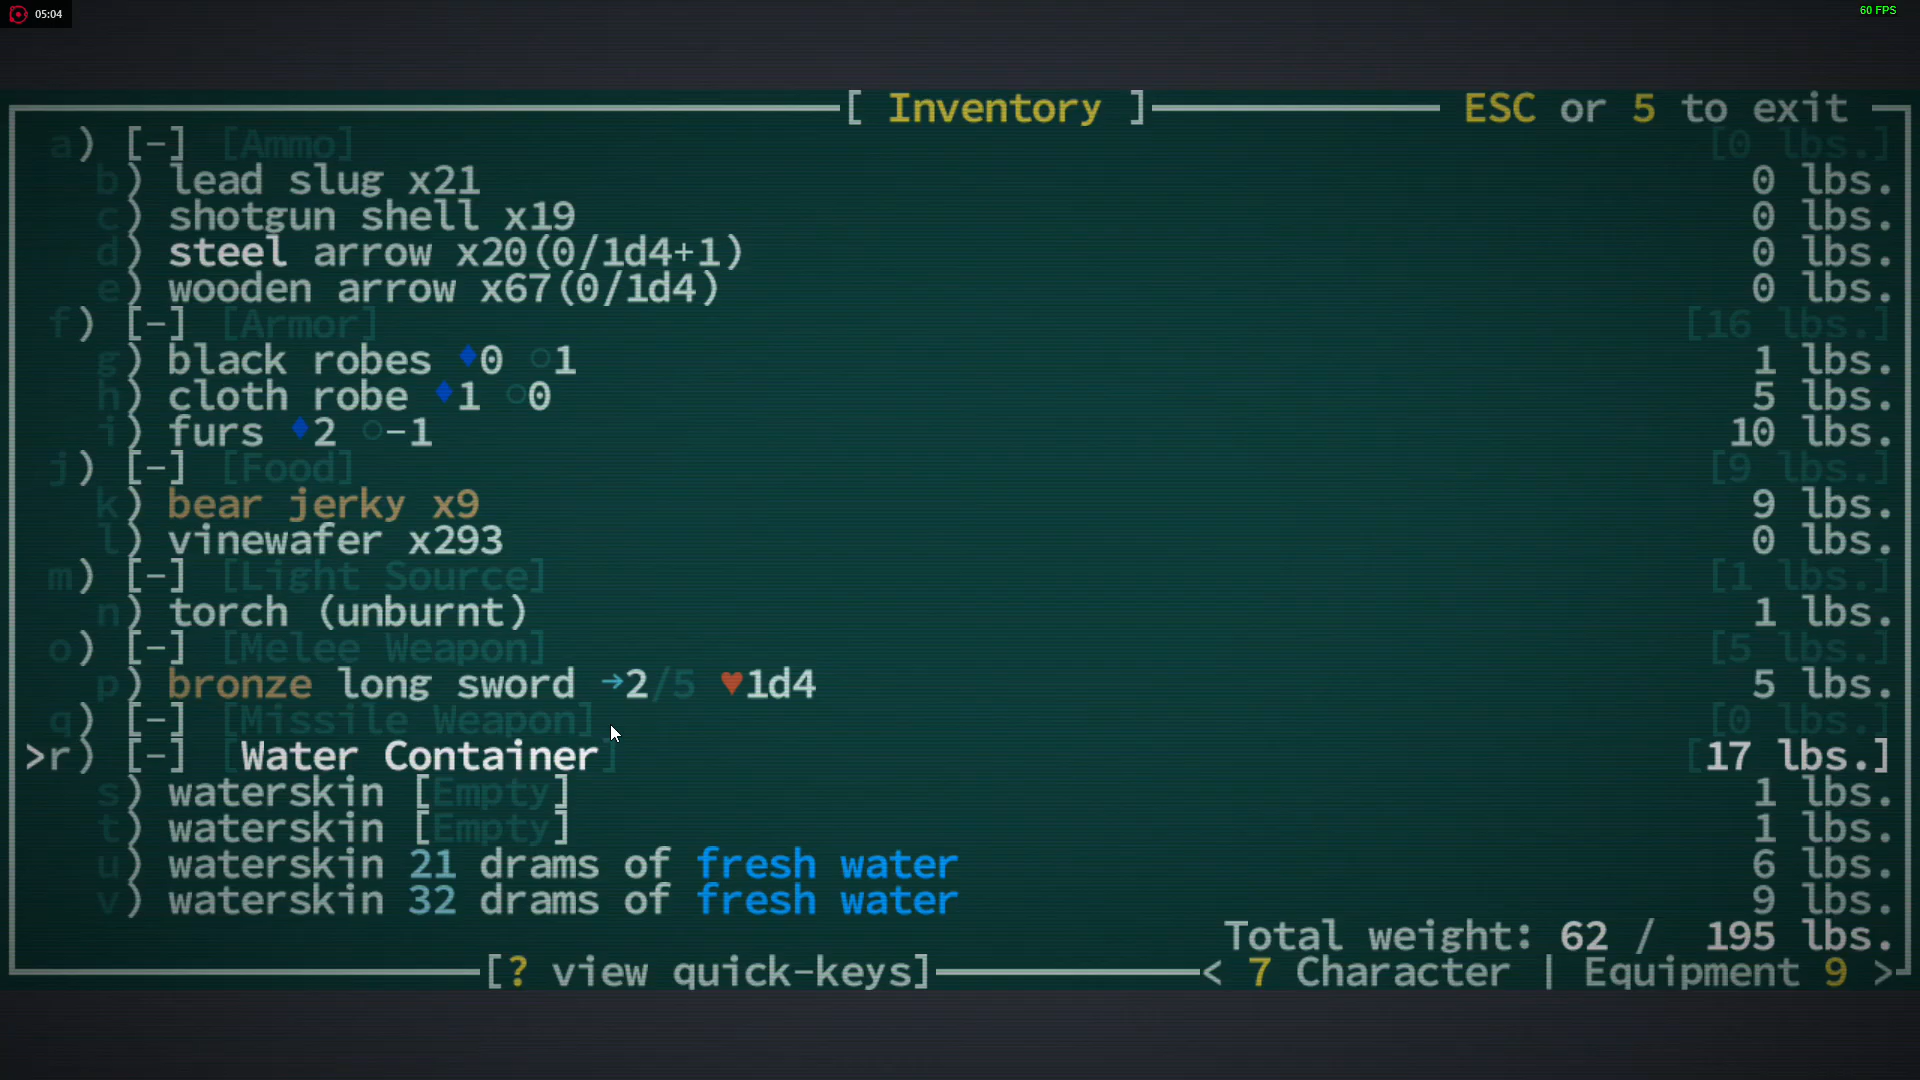 05:04
60 FPS
[ Inventory ] ESC or 5 to exit
a) [-] [Ammo] [0 lbs.]
b) lead slug x21 0 lbs.
c) shotgun shell x19 0 lbs.
d) steel arrow x20(0/1d4+1) 0 lbs.
e) wooden arrow x67(0/1d4) 0 lbs.
f) [-] [Armor] [16 lbs.]
g) black robes ♦0 ○1 1 lbs.
h) cloth robe ♦1 ○0 5 lbs.
i) furs ♦2 ○-1 10 lbs.
j) [-] [Food] [9 lbs.]
k) bear jerky x9 9 lbs.
l) vinewafer x293 0 lbs.
m) [-] [Light Source] [1 lbs.]
n) torch (unburnt) 1 lbs.
o) [-] [Melee Weapon] [5 lbs.]
p) bronze long sword →2/5 ♥1d4 5 lbs.
q) [-] [Missile Weapon] [0 lbs.]
>r) [-] [Water Container] [17 lbs.]
s) waterskin [Empty] 1 lbs.
t) waterskin [Empty] 1 lbs.
u) waterskin 21 drams of fresh water 6 lbs.
v) waterskin 32 drams of fresh water 9 lbs.
Total weight: 62 / 195 lbs.
[? view quick-keys] < 7 Character | Equipment 9 >